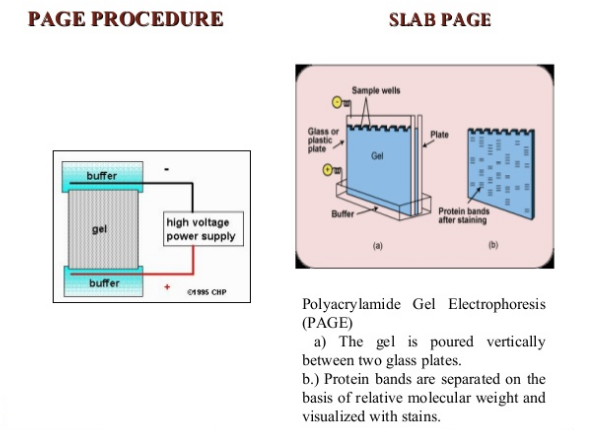 PAGE PROCEDURE
SLAB PAGE
buffer
-
gel
high voltage
power supply
buffer
+
©1995 CHP
Sample wells
Glass or
plastic
plate
Plate
Gel
Buffer
Protein bands
after staining
(a)
(b)
Polyacrylamide Gel Electrophoresis
(PAGE)
a) The gel is poured vertically
between two glass plates.
b.) Protein bands are separated on the
basis of relative molecular weight and
visualized with stains.